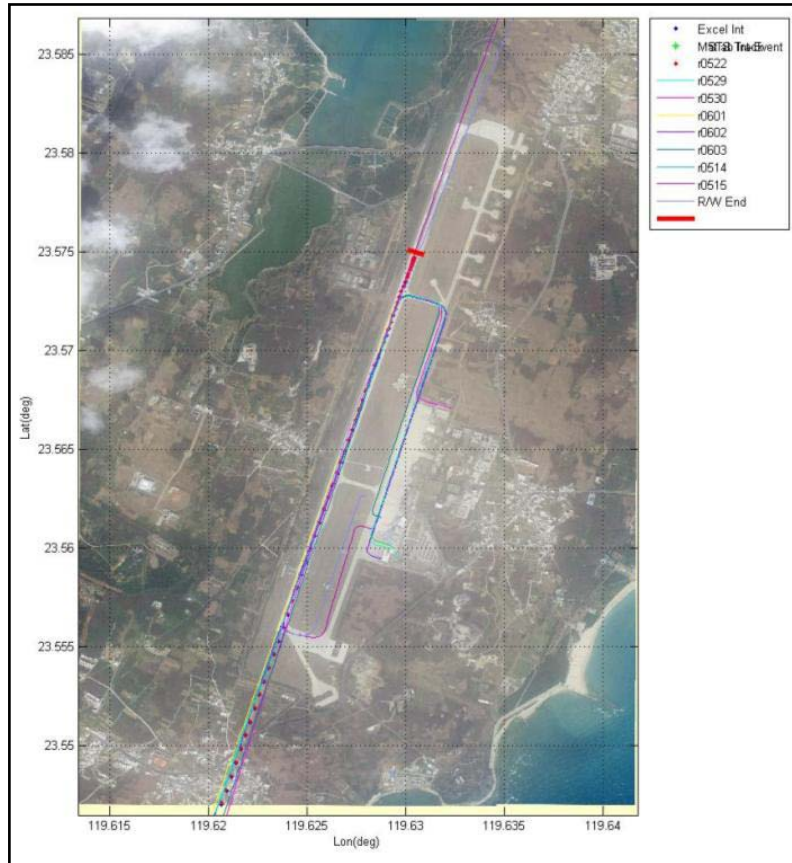 Excel Int
r0522
r0529
r0530
r0601
r0602
r0603
r0514
r0515
R/W End
23.585
23.58
23.575
23.57
23.565
23.56
23.555
23.55
Lat(deg)
119.615
119.62
119.625
119.63
119.635
119.64
Lon(deg)